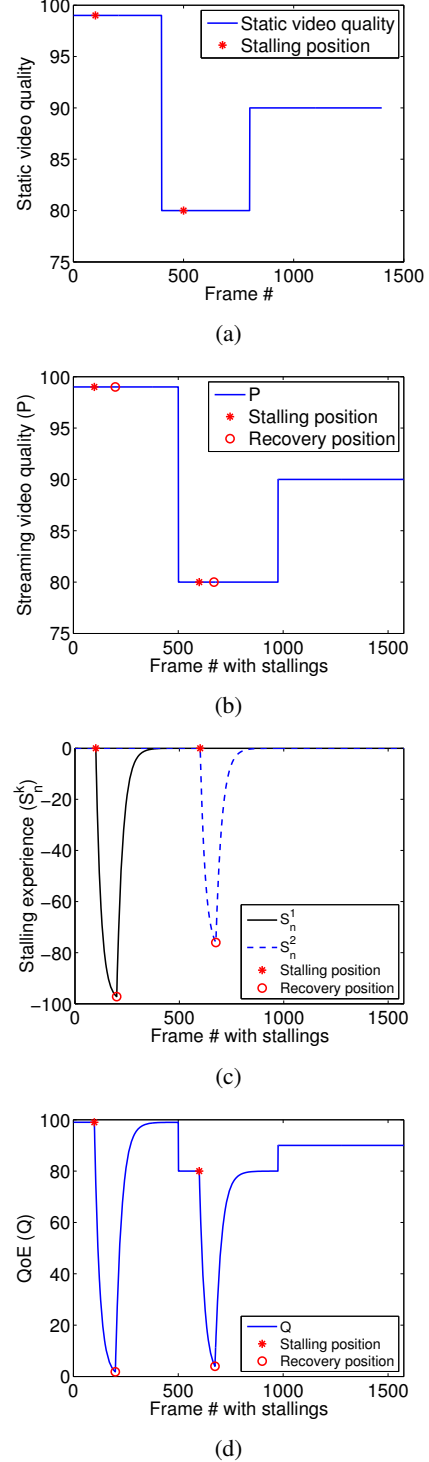 100
95
90
85
80
75
Static video quality
Static video quality
Stalling position
0
500
1000
1500
Frame #
(a)
100
95
90
85
80
75
Streaming video quality (P)
P
Stalling position
Recovery position
0
500
1000
1500
Frame # with stallings
(b)
0
−20
−40
−60
−80
−100
Stalling experience (S_n^k)
S_n^1
S_n^2
Stalling position
Recovery position
0
500
1000
1500
Frame # with stallings
(c)
100
80
60
40
20
0
QoE (Q)
Q
Stalling position
Recovery position
0
500
1000
1500
Frame # with stallings
(d)